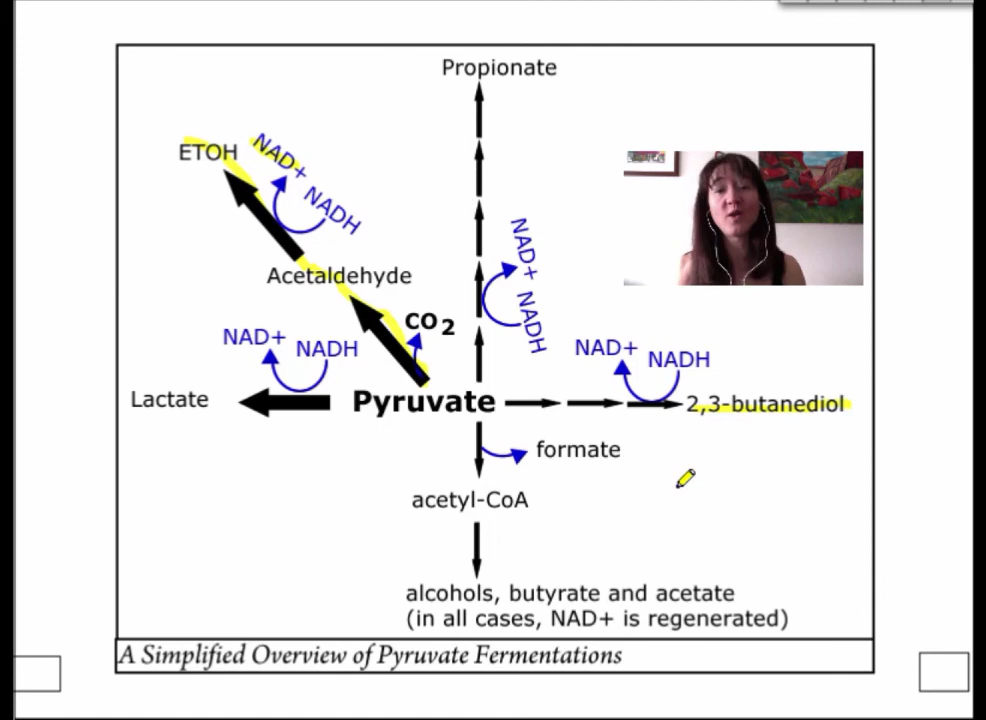 Propionate
ETOH
NAD+
NADH
Acetaldehyde
NAD+
NADH
CO2
NAD+
NADH
NAD+
NADH
Lactate
Pyruvate
2,3-butanediol
formate
acetyl-CoA
alcohols, butyrate and acetate
(in all cases, NAD+ is regenerated)
A Simplified Overview of Pyruvate Fermentations